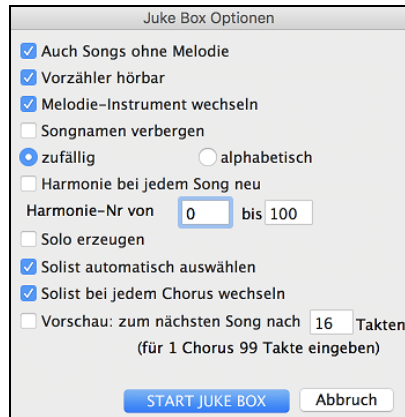 Juke Box Optionen
Auch Songs ohne Melodie
Vorzähler hörbar
Melodie-Instrument wechseln
Songnamen verbergen
zufällig alphabetisch
Harmonie bei jedem Song neu
Harmonie-Nr von 0 bis 100
Solo erzeugen
Solist automatisch auswählen
Solist bei jedem Chorus wechseln
Vorschau: zum nächsten Song nach 16 Takten
(für 1 Chorus 99 Takte eingeben)
START JUKE BOX Abbruch